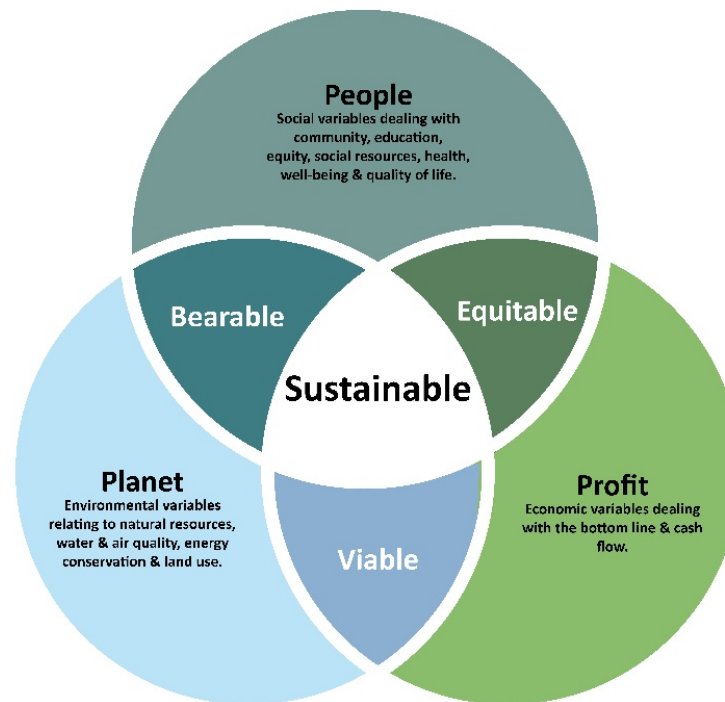 People
Social variables dealing with
community, education,
equity, social resources, health,
well-being & quality of life.
Bearable
Equitable
Sustainable
Planet
Environmental variables
relating to natural resources,
water & air quality, energy
conservation & land use.
Profit
Economic variables dealing
with the bottom line & cash
flow.
Viable